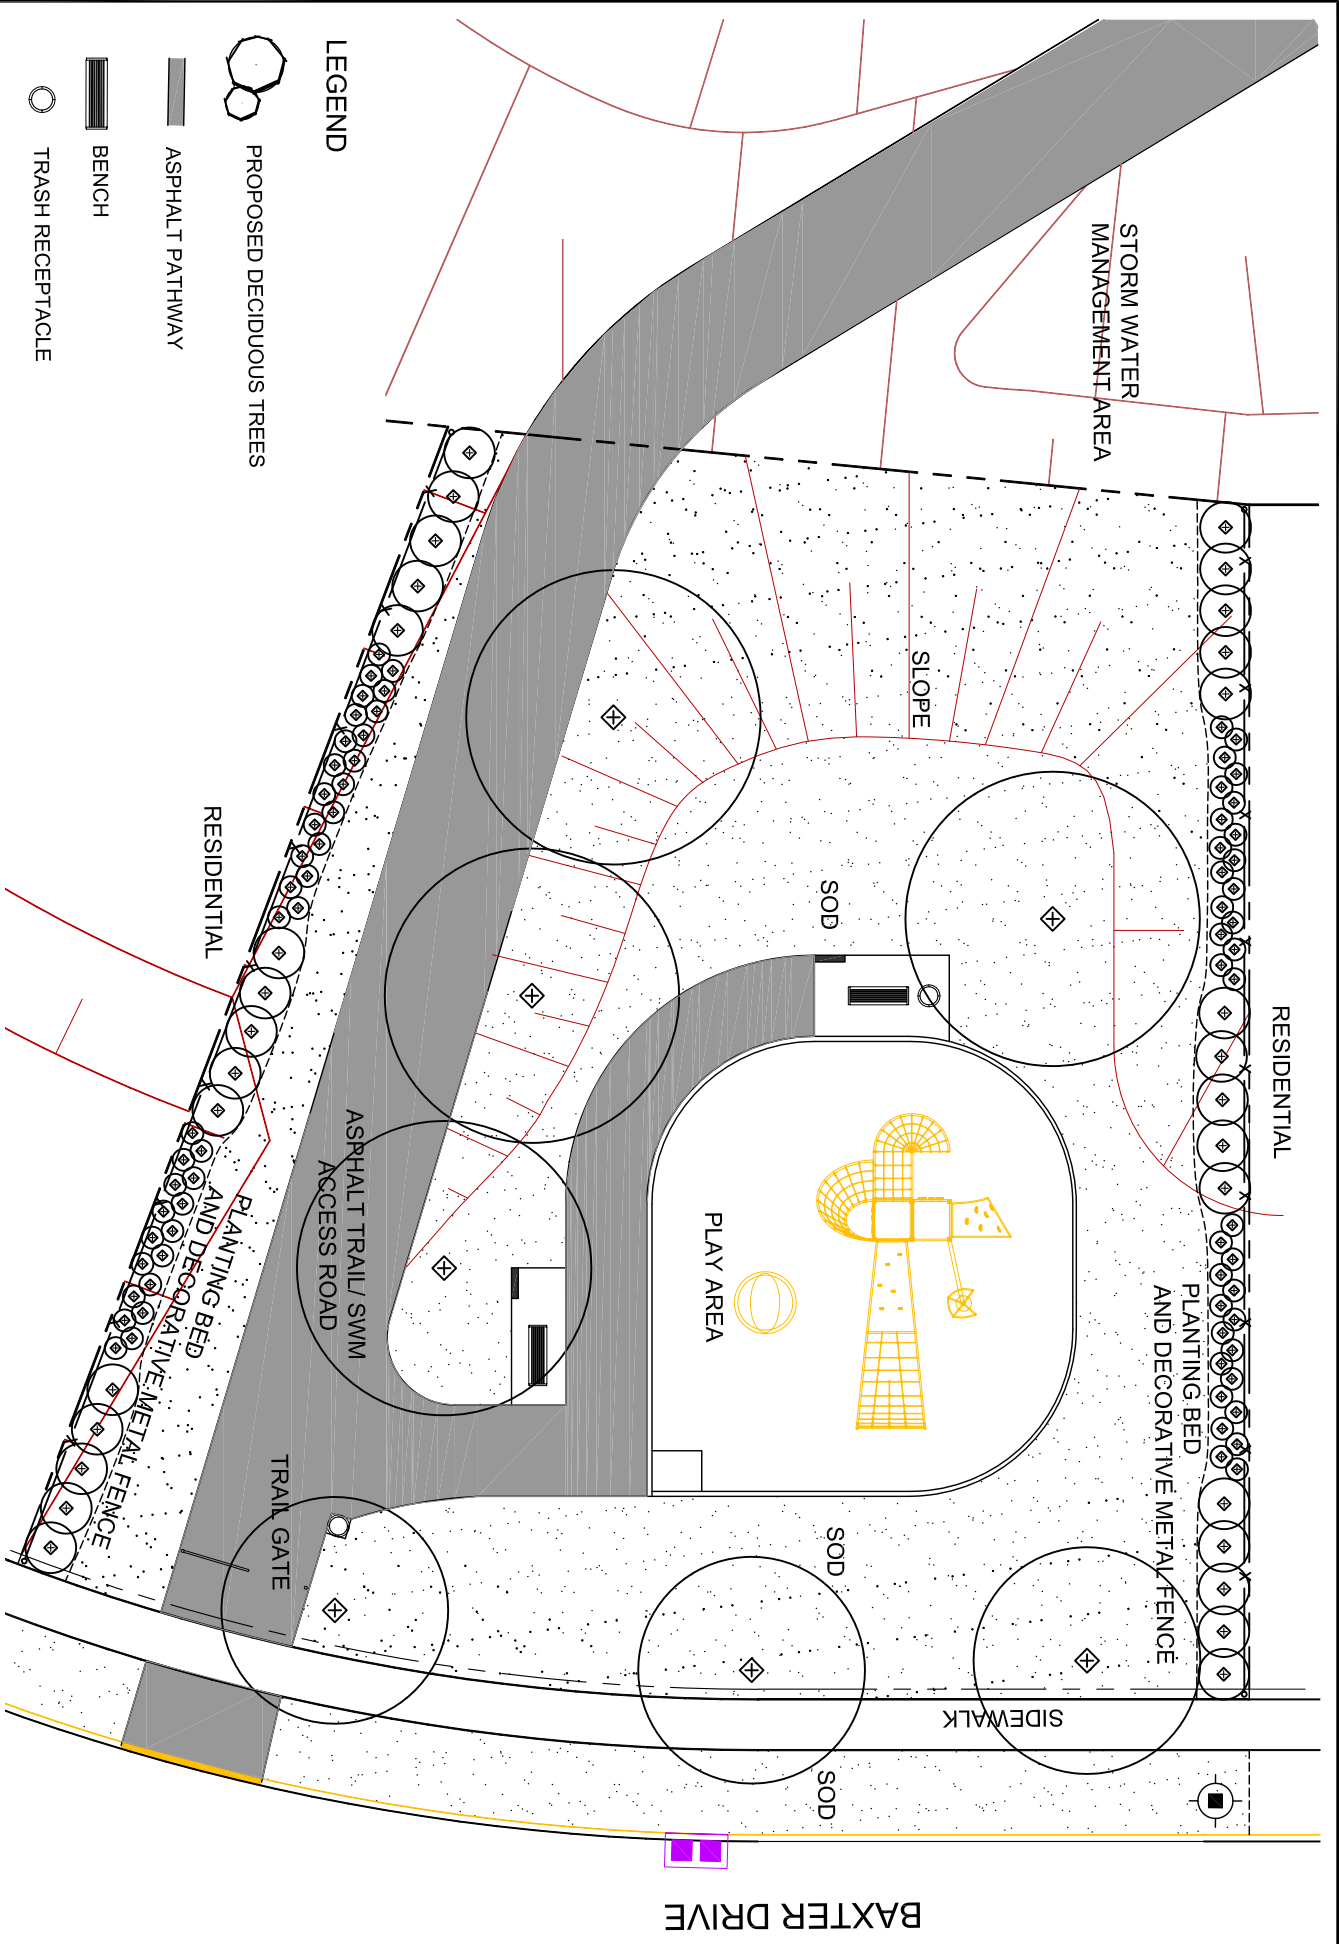 STORM WATER
MANAGEMENT AREA
SLOPE
SOD
RESIDENTIAL
RESIDENTIAL
PLAY AREA
PLANTING BED
AND DECORATIVE METAL FENCE
ASPHALT TRAIL/ SWM
ACCESS ROAD
PLANTING BED
AND DECORATIVE METAL FENCE
TRAIL GATE
SOD
SIDEWALK
SOD
BAXTER DRIVE
LEGEND
PROPOSED DECIDUOUS TREES
ASPHALT PATHWAY
BENCH
TRASH RECEPTACLE